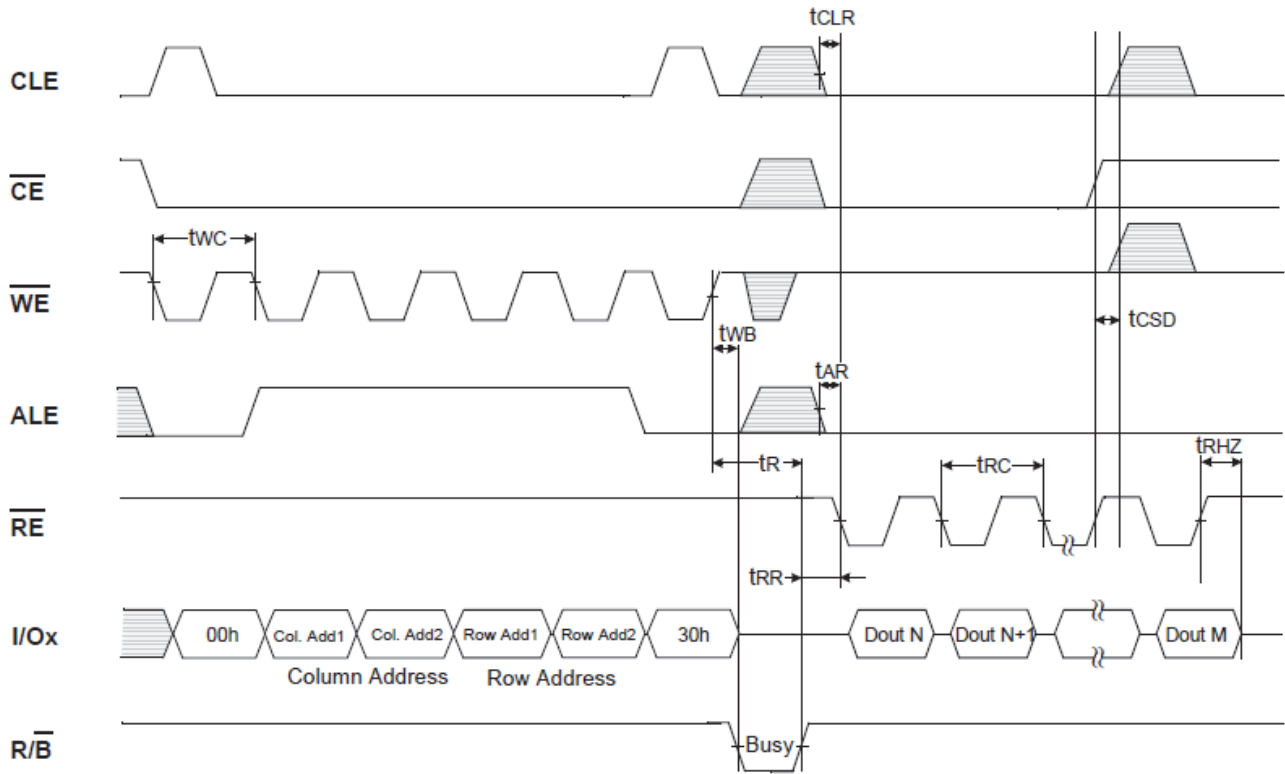 tCLR
CLE
CE
tWC
WE
tCSD
tWB
tAR
ALE
tRHZ
tR
tRC
RE
tRR
I/Ox
00h
Col. Add1
Col. Add2
Row Add1
Row Add2
30h
Dout N
Dout N+1
Dout M
Column Address
Row Address
R/B
Busy